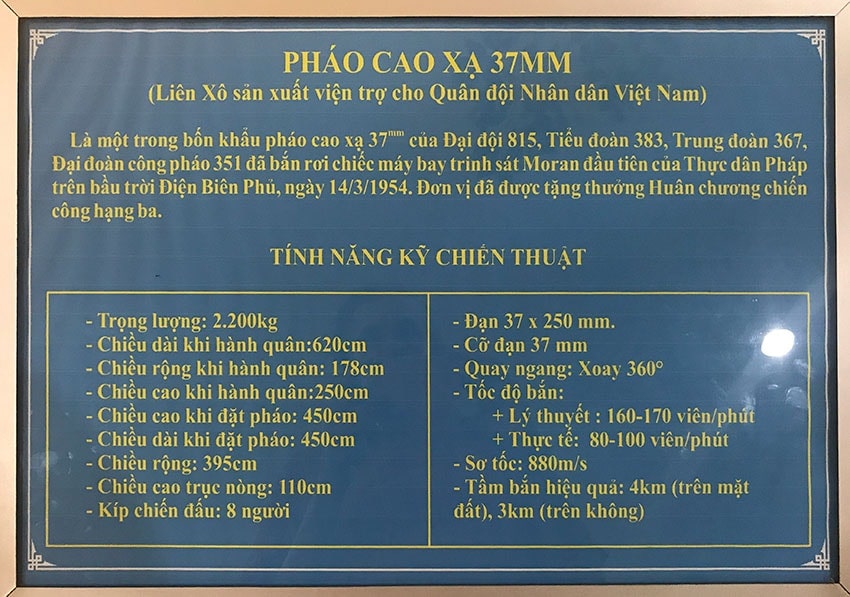 PHÁO CAO XẠ 37MM
(Liên Xô sản xuất viện trợ cho Quân đội Nhân dân Việt Nam)
Là một trong bốn khẩu pháo cao xạ 37mm của Đại đội 815, Tiểu đoàn 383, Trung đoàn 367,
Đại đoàn công pháo 351 đã bắn rơi chiếc máy bay trinh sát Moran đầu tiên của Thực dân Pháp
trên bầu trời Điện Biên Phủ, ngày 14/3/1954. Đơn vị đã được tặng thưởng Huân chương chiến
công hạng ba.
TÍNH NĂNG KỸ CHIẾN THUẬT
- Trọng lượng: 2.200kg
- Chiều dài khi hành quân:620cm
- Chiều rộng khi hành quân: 178cm
- Chiều cao khi hành quân:250cm
- Chiều cao khi đặt pháo: 450cm
- Chiều dài khi đặt pháo: 450cm
- Chiều rộng: 395cm
- Chiều cao trục nòng: 110cm
- Kíp chiến đấu: 8 người
- Đạn 37 x 250 mm.
- Cỡ đạn 37 mm
- Quay ngang: Xoay 360°
- Tốc độ bắn:
+ Lý thuyết : 160-170 viên/phút
+ Thực tế: 80-100 viên/phút
- Sơ tốc: 880m/s
- Tầm bắn hiệu quả: 4km (trên mặt
đất), 3km (trên không)